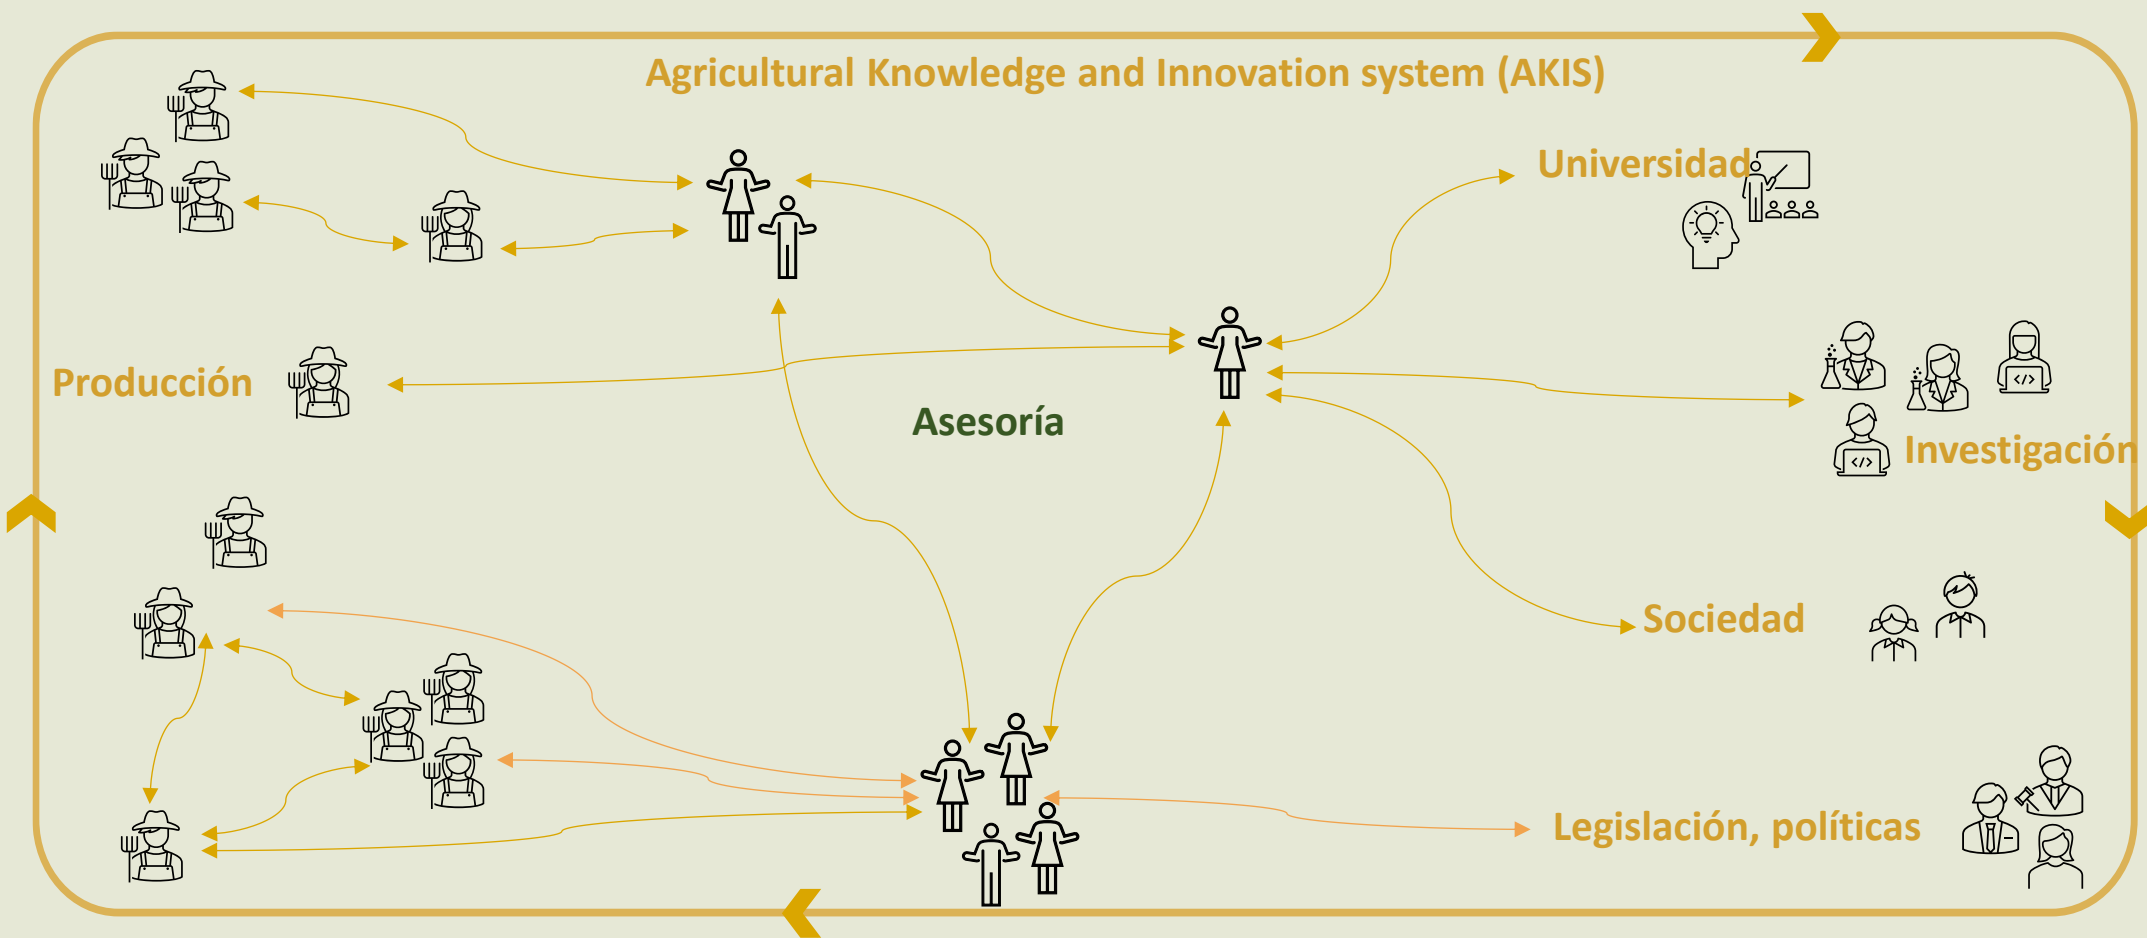 Agricultural Knowledge and Innovation system (AKIS)
Universidad
Producción
Asesoría
Investigación
Sociedad
Legislación, políticas